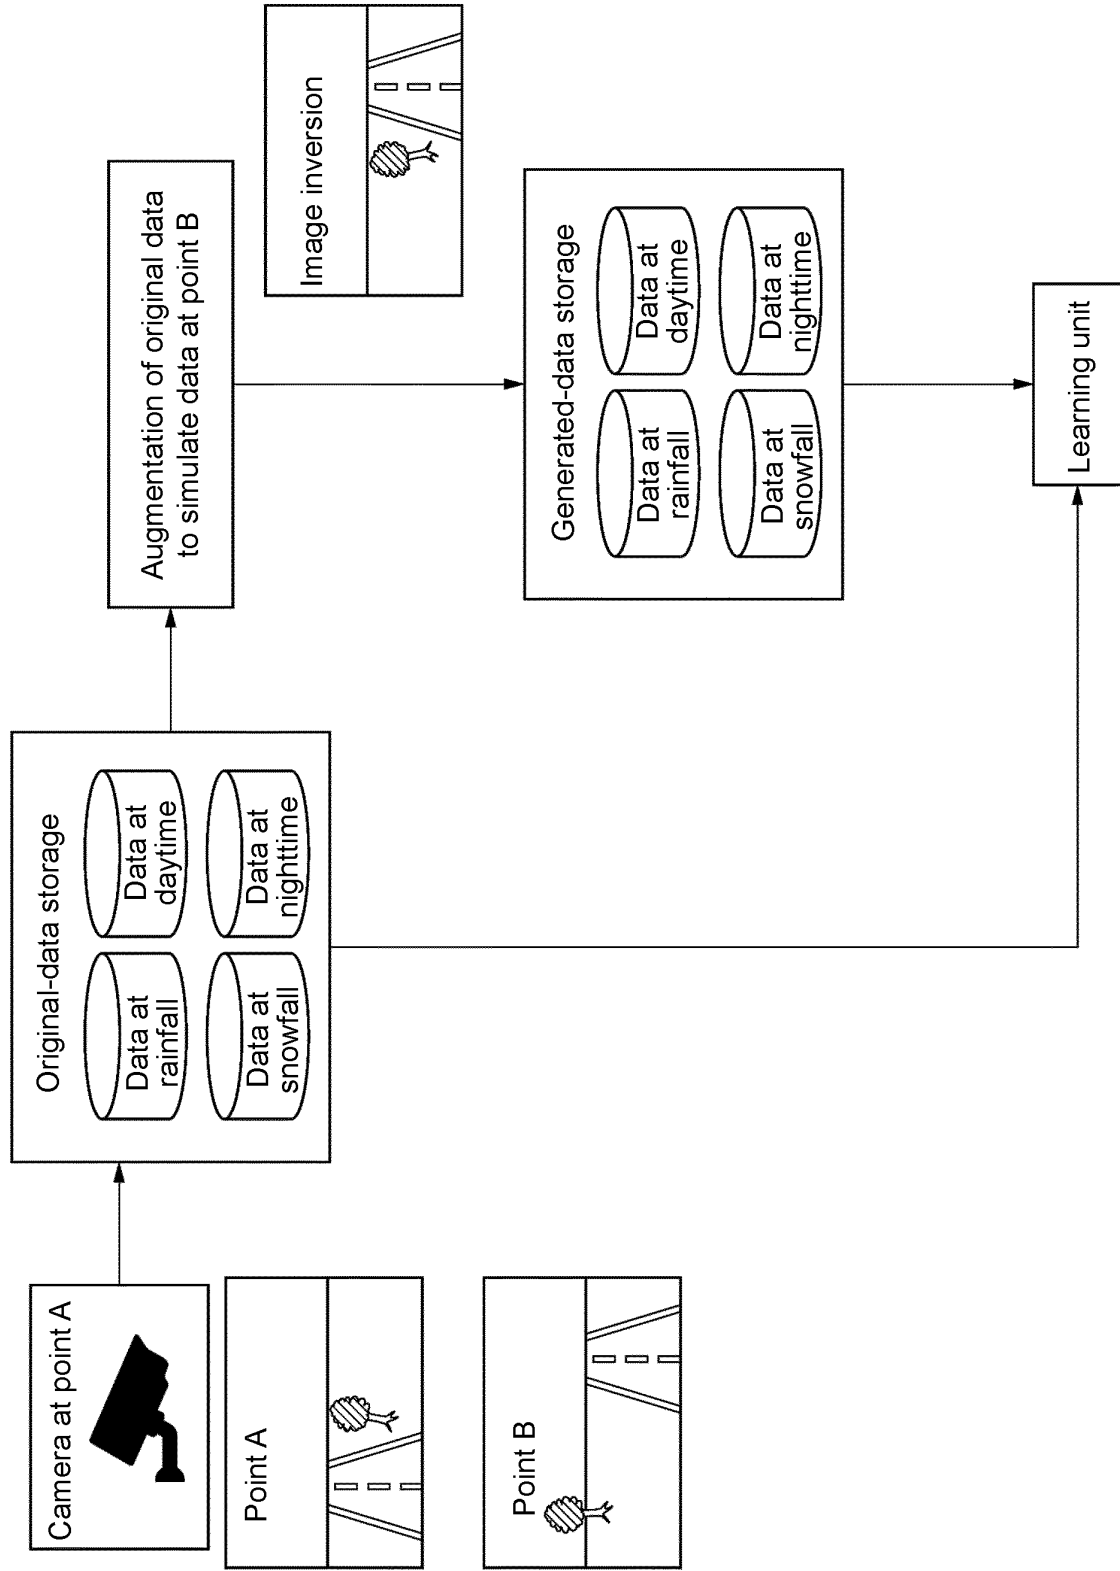 Camera at point A
Point A
Point B
Original-data storage
Data at
rainfall
Data at
daytime
Data at
snowfall
Data at
nighttime
Augmentation of original data
to simulate data at point B
Image inversion
Generated-data storage
Data at
rainfall
Data at
daytime
Data at
snowfall
Data at
nighttime
Learning unit